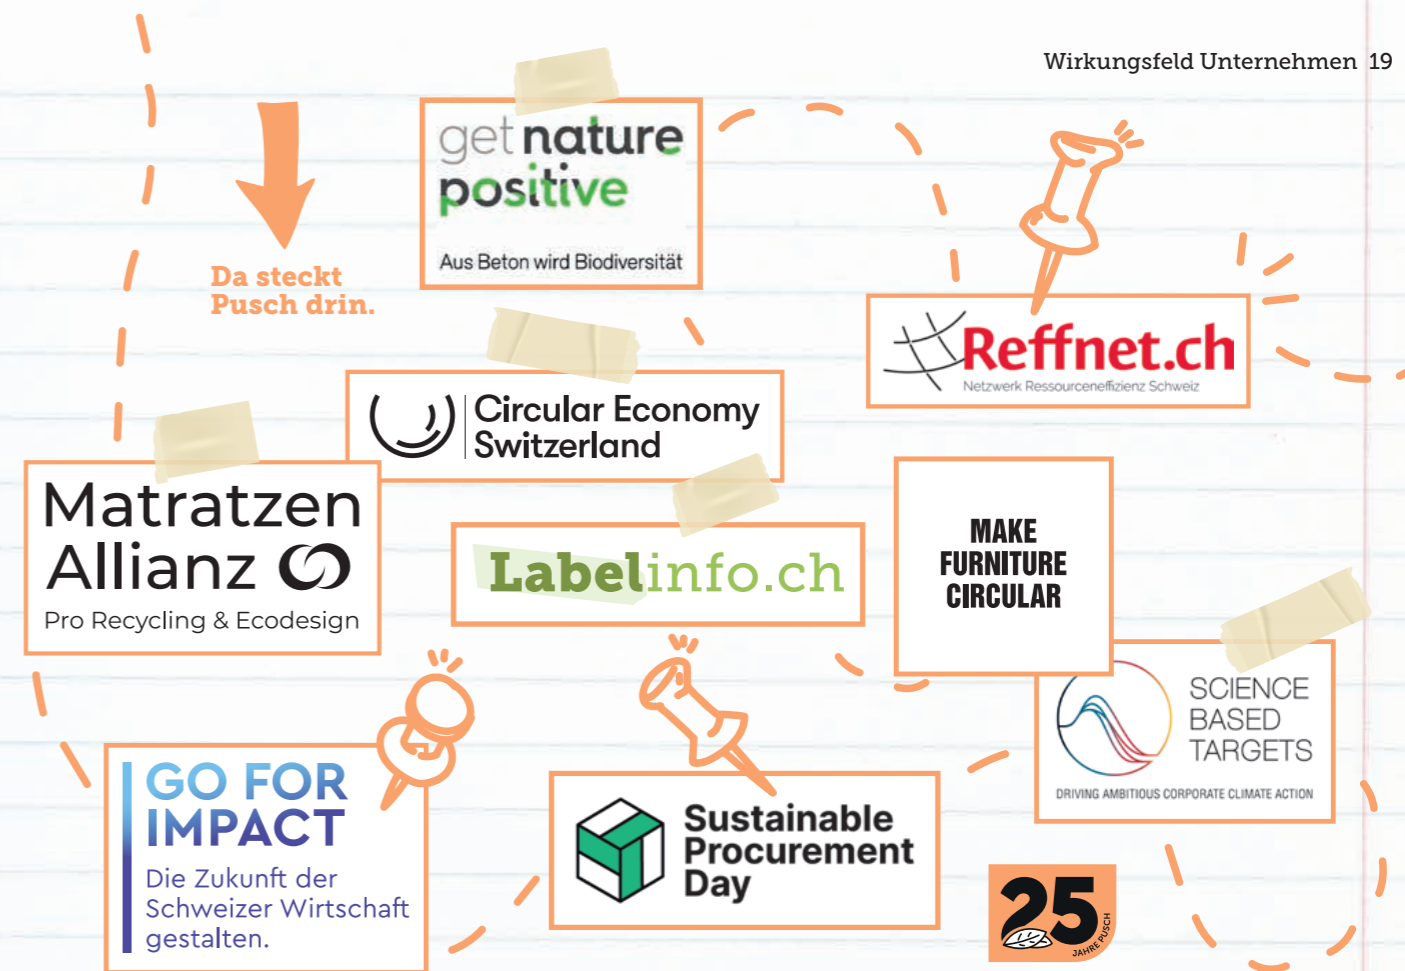 Wirkungsfeld Unternehmen 19
get nature
positive
Aus Beton wird Biodiversität
Da steckt
Pusch drin.
Reffnet.ch
Netzwerk Ressourceneffizienz Schweiz
Circular Economy
Switzerland
Matratzen
Allianz
Pro Recycling & Ecodesign
Labelinfo.ch
MAKE
FURNITURE
CIRCULAR
SCIENCE
BASED
TARGETS
DRIVING AMBITIOUS CORPORATE CLIMATE ACTION
GO FOR
IMPACT
Die Zukunft der
Schweizer Wirtschaft
gestalten.
Sustainable
Procurement
Day
25
JAHRE PUSCH